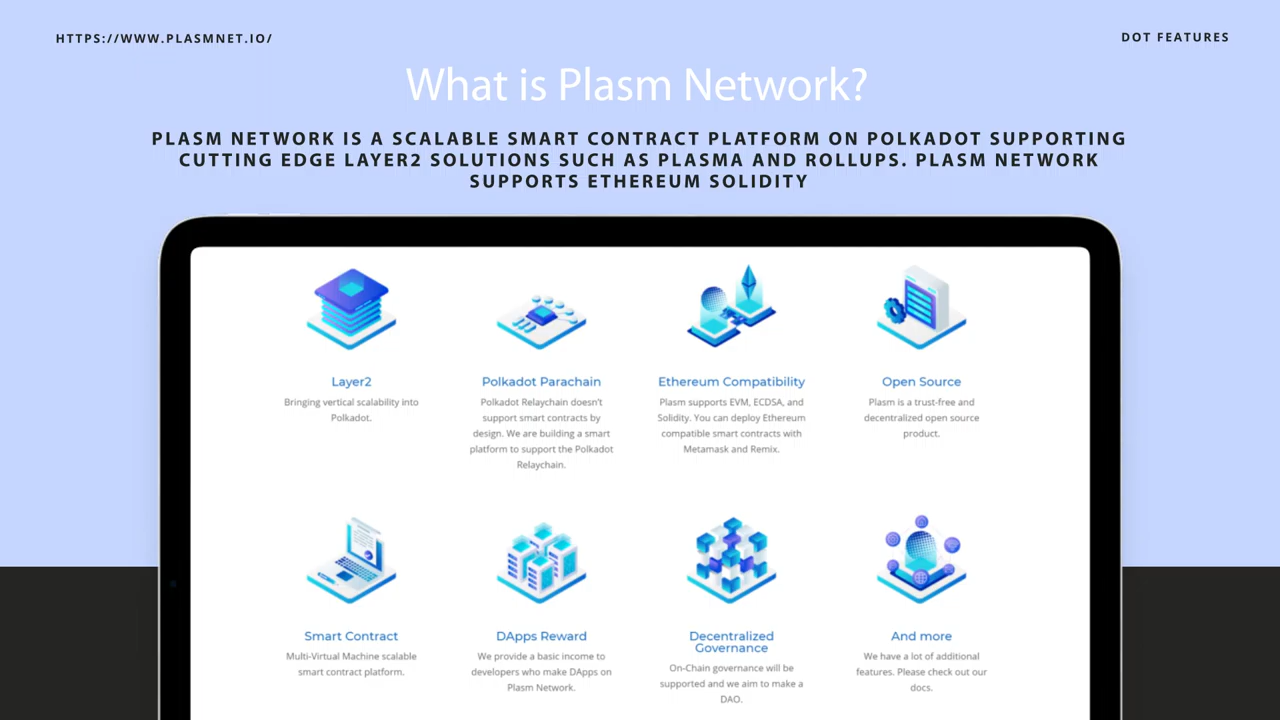 HTTPS://WWW.PLASMNET.IO/
DOT FEATURES
What is Plasm Network?
PLASM NETWORK IS A SCALABLE SMART CONTRACT PLATFORM ON POLKADOT SUPPORTING
CUTTING EDGE LAYER2 SOLUTIONS SUCH AS PLASMA AND ROLLUPS. PLASM NETWORK
SUPPORTS ETHEREUM SOLIDITY
Layer2
Bringing vertical scalability into
Polkadot.
Polkadot Parachain
Polkadot Relaychain doesn't
support smart contracts by
design. We are building a smart
platform to support the Polkadot
Relaychain.
Ethereum Compatibility
Plasm supports EVM, ECDSA, and
Solidity. You can deploy Ethereum
compatible smart contracts with
Metamask and Remix.
Open Source
Plasm is a trust-free and
decentralized open source
product.
Smart Contract
Multi-Virtual Machine scalable
smart contract platform.
DApps Reward
We provide a basic income to
developers who make DApps on
Plasm Network.
Decentralized
Governance
On-Chain governance will be
supported and we aim to make a
DAO.
And more
We have a lot of additional
features. Please check out our
docs.